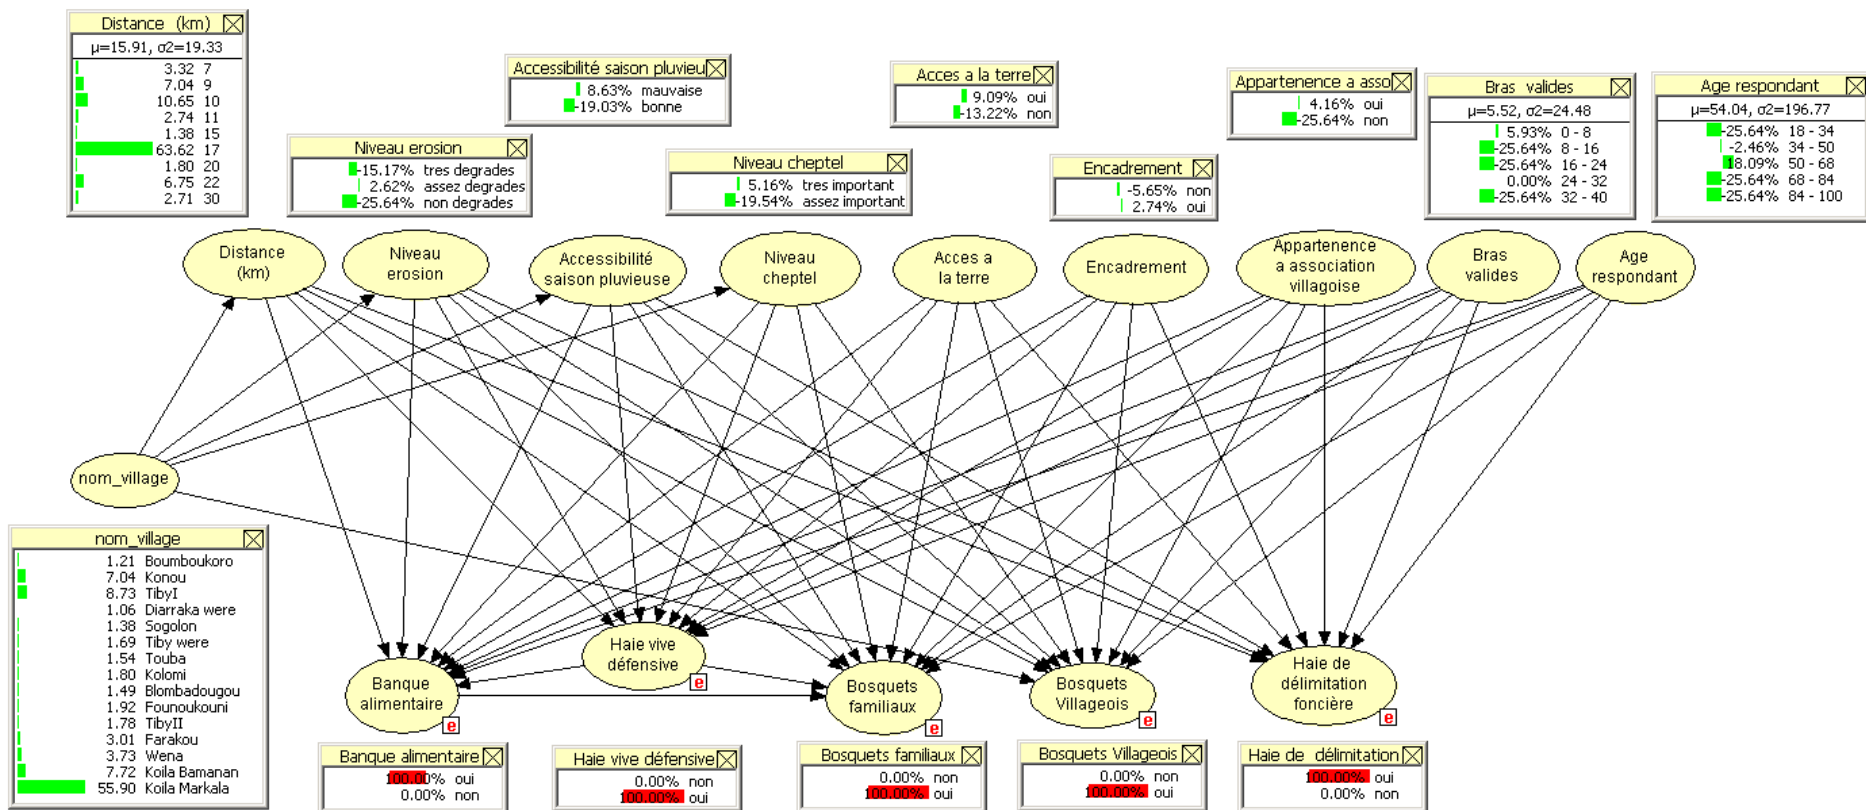 Distance (km)
μ=15.91, σ2=19.33
3.32 7
7.04 9
10.65 10
2.74 11
1.38 15
63.62 17
1.80 20
6.75 22
2.71 30
Niveau erosion
-15.17% tres degrades
2.62% assez degrades
-25.64% non degrades
Accessibilité saison pluvieu
8.63% mauvaise
-19.03% bonne
Niveau cheptel
5.16% tres important
-19.54% assez important
Acces a la terre
9.09% oui
-13.22% non
Encadrement
-5.65% non
2.74% oui
Appartenence a asso
4.16% oui
-25.64% non
Bras valides
μ=5.52, σ2=24.48
5.93% 0 - 8
-25.64% 8 - 16
-25.64% 16 - 24
0.00% 24 - 32
-25.64% 32 - 40
Age respondant
μ=54.04, σ2=196.77
-25.64% 18 - 34
-2.46% 34 - 50
18.09% 50 - 68
-25.64% 68 - 84
-25.64% 84 - 100
Distance
(km)
Niveau
erosion
Accessibilité
saison pluvieuse
Niveau
cheptel
Acces a
la terre
Encadrement
Appartenence
a association
villagoise
Bras
valides
Age
respondant
nom_village
nom_village
1.21 Boumboukoro
7.04 Konou
8.73 TibyI
1.06 Diarraka were
1.38 Sogolon
1.69 Tiby were
1.54 Touba
1.80 Kolomi
1.49 Blombadougou
1.92 Founoukouni
1.78 TibyII
3.01 Farakou
3.73 Wena
7.72 Koila Bamanan
55.90 Koila Markala
Banque
alimentaire
e
Haie vive
défensive
e
Bosquets
familiaux
e
Bosquets
Villageois
e
Haie de
délimitation
foncière
e
Banque alimentaire
100.00% oui
0.00% non
Haie vive défensive
0.00% non
100.00% oui
Bosquets familiaux
0.00% non
100.00% oui
Bosquets Villageois
0.00% non
100.00% oui
Haie de délimitation
100.00% oui
0.00% non